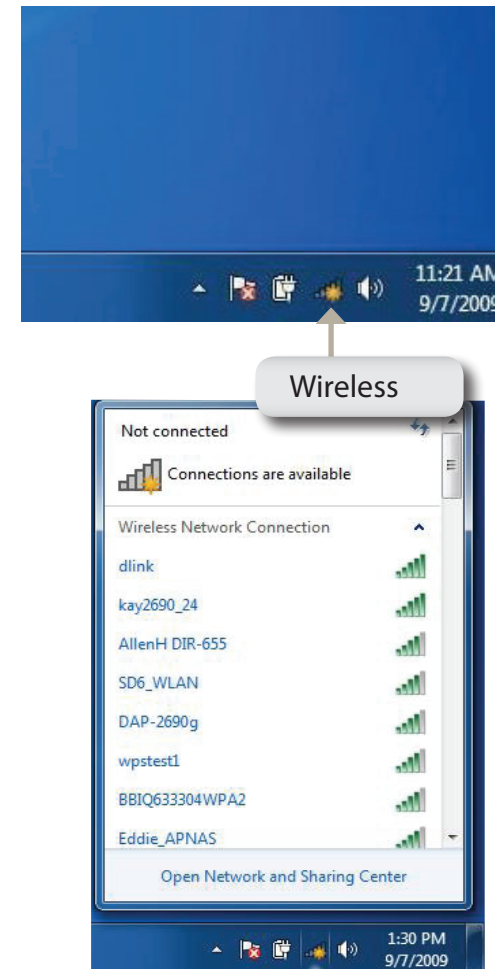 11:21 AM
9/7/2009
Wireless
Not connected
Connections are available
Wireless Network Connection
dlink
kay2690_24
AllenH DIR-655
SD6_WLAN
DAP-2690g
wpstest1
BBIQ633304WPA2
Eddie_APNAS
Open Network and Sharing Center
1:30 PM
9/7/2009